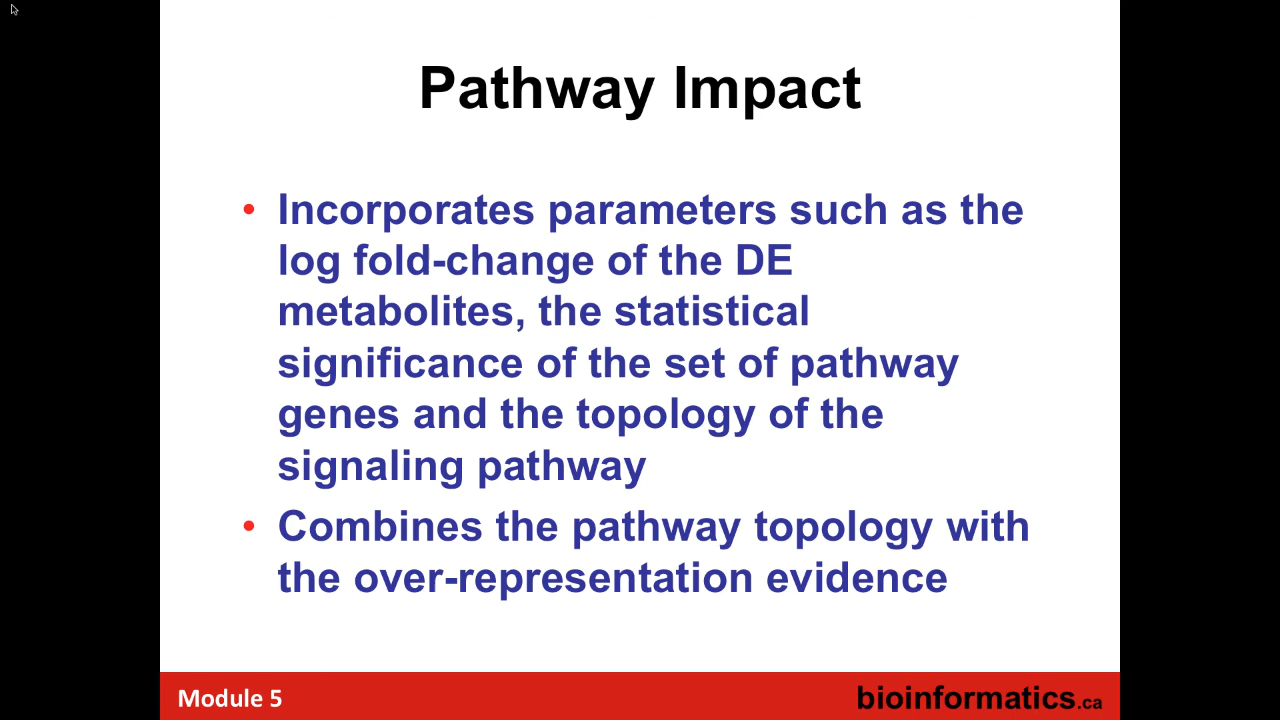 Pathway Impact
• Incorporates parameters such as the
log fold-change of the DE
metabolites, the statistical
significance of the set of pathway
genes and the topology of the
signaling pathway
• Combines the pathway topology with
the over-representation evidence
Module 5
bioinformatics.ca